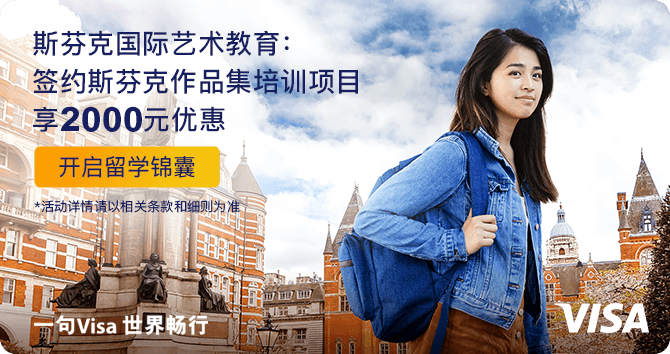 斯芬克国际艺术教育：
签约斯芬克作品集培训项目
享2000元优惠
开启留学锦囊
*活动详情请以相关条款和细则为准
一句Visa 世界畅行
VISA